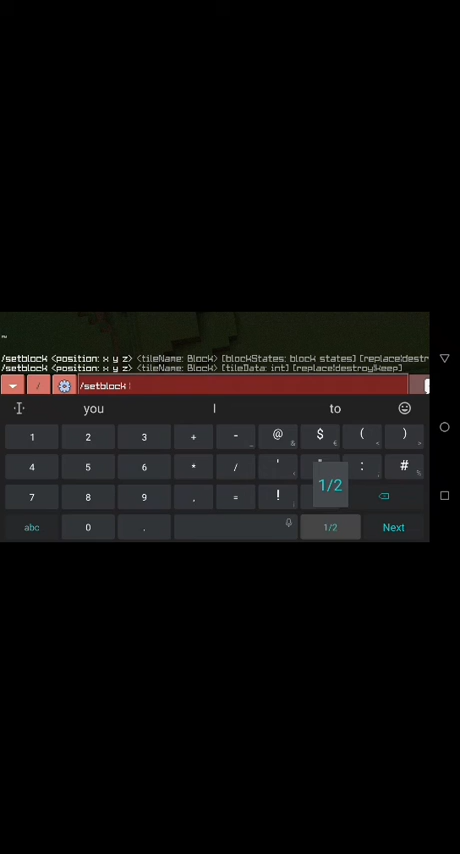 /setblock <position: x y z> <tileName: Block> [blockStates: block states] [replace|destr
/setblock <position: x y z> <tileName: Block> [tileData: int] [replace|destroy|keep]
/
/setblock
you I to
1 2 3 + - _ @ & $ € ( < ) >
4 5 6 * / ' " : # %
7 8 9 , = ! 1/2
abc 0 . 1/2 Next